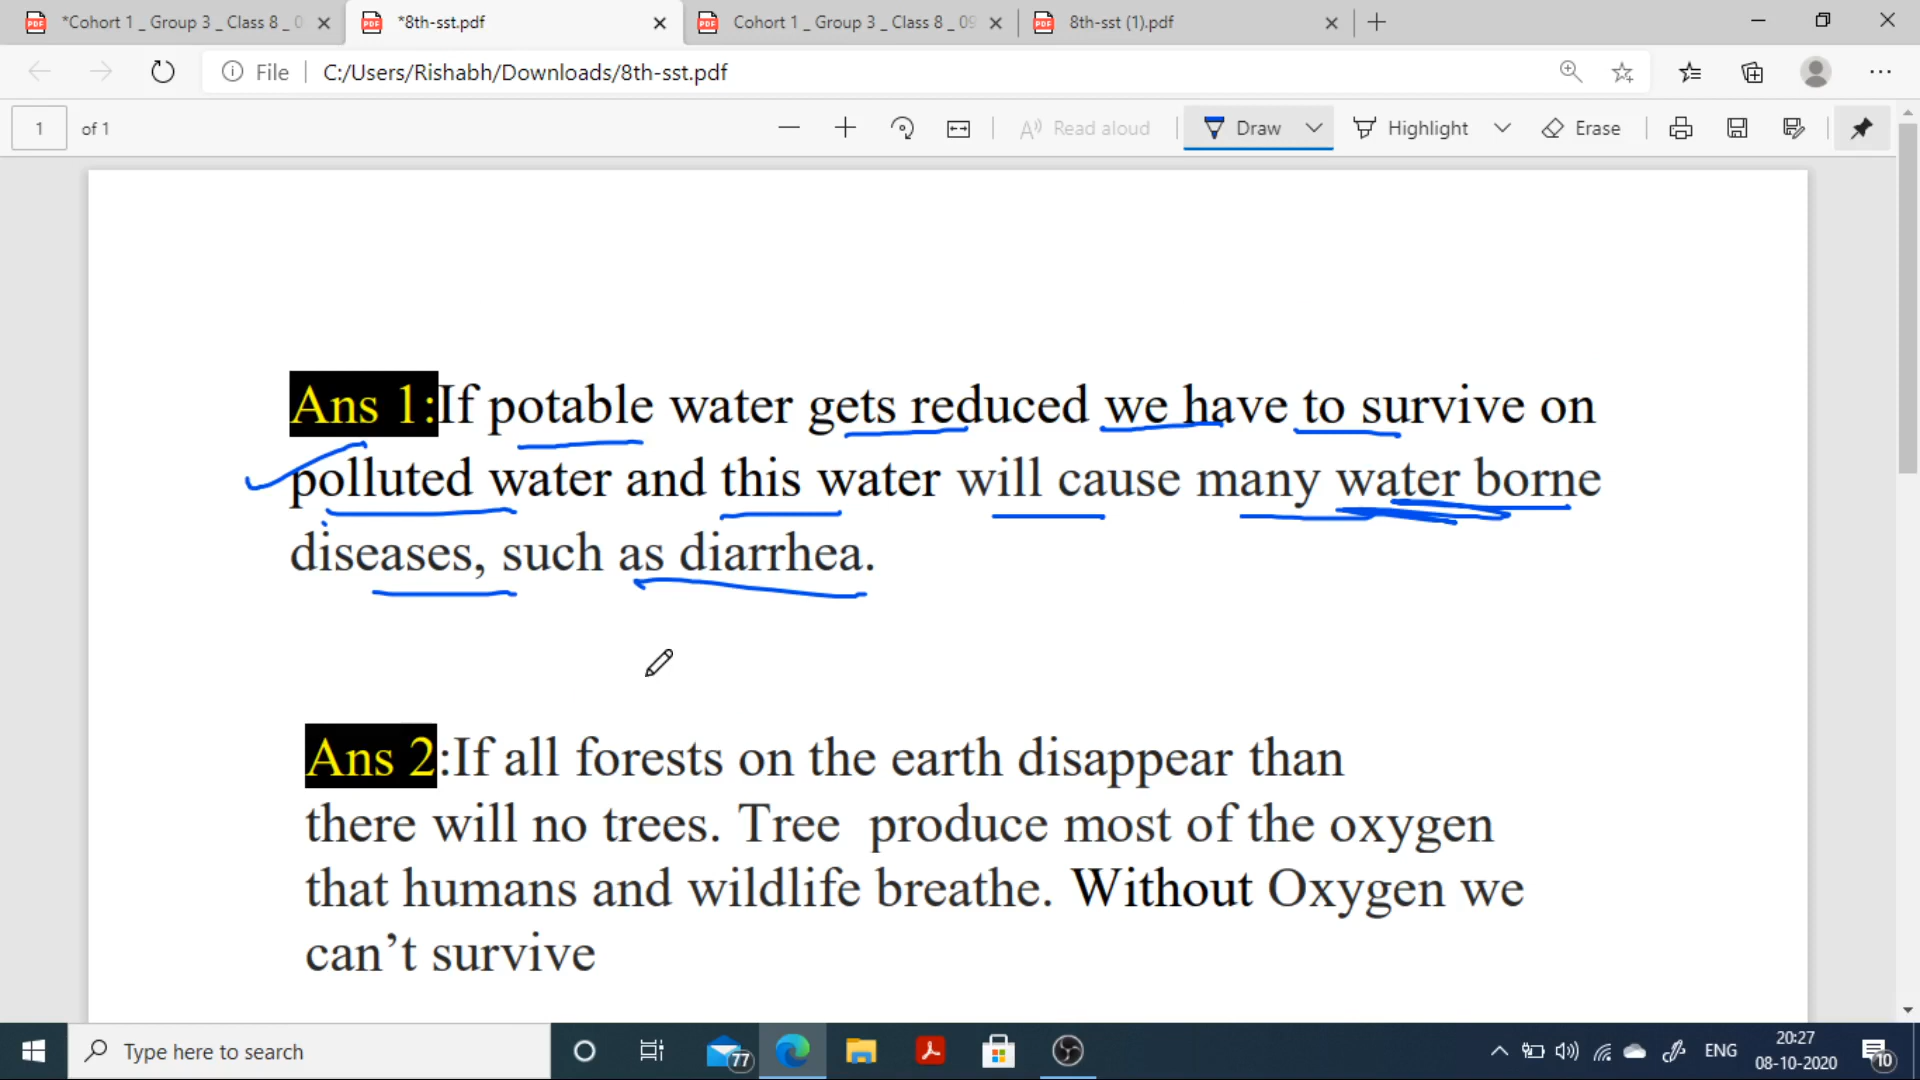 *Cohort 1 _ Group 3 _ Class 8 _ 0
*8th-sst.pdf
Cohort 1 _ Group 3 _ Class 8 _ 09
8th-sst (1).pdf
File
C:/Users/Rishabh/Downloads/8th-sst.pdf
1 of 1
Read aloud
Draw
Highlight
Erase
Ans 1:If potable water gets reduced we have to survive on
polluted water and this water will cause many water borne
diseases, such as diarrhea.
Ans 2:If all forests on the earth disappear than
there will no trees. Tree produce most of the oxygen
that humans and wildlife breathe. Without Oxygen we
can’t survive
Type here to search
77
ENG
20:27
08-10-2020
10